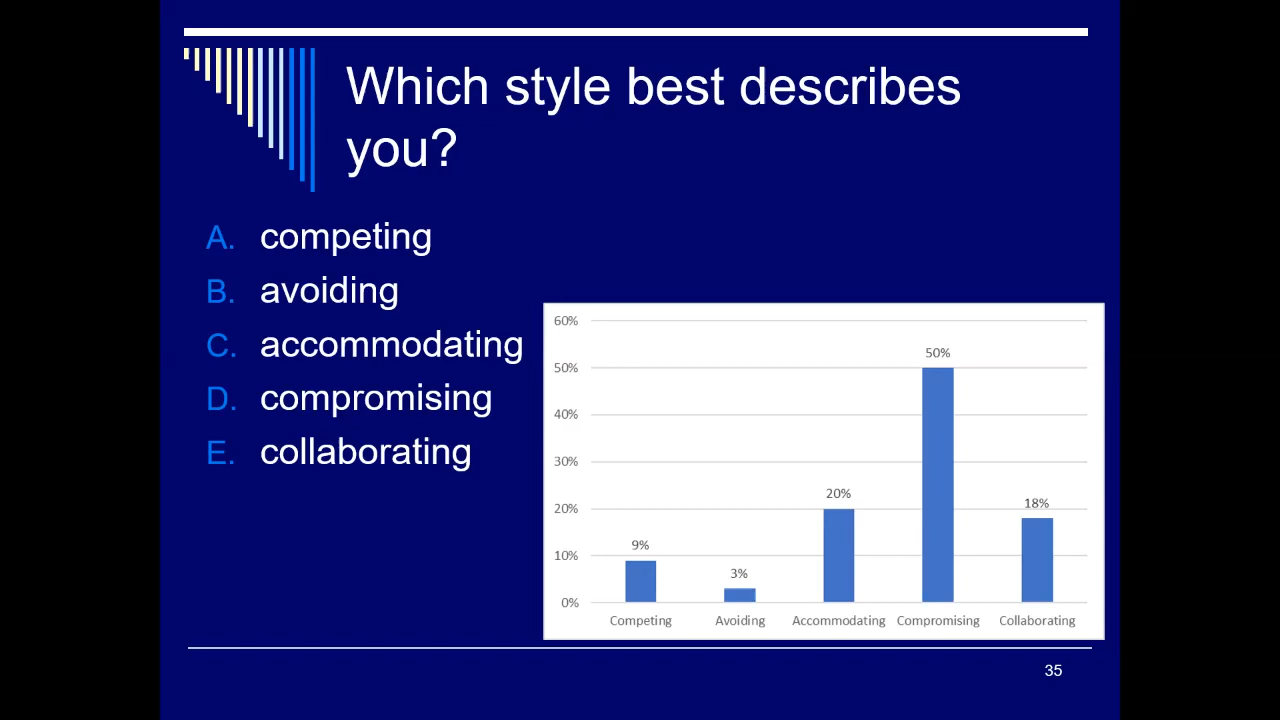 Which style best describes
you?
A. competing
B. avoiding
C. accommodating
D. compromising
E. collaborating
60%
50%
40%
30%
20%
10%
0%
9%
3%
20%
50%
18%
Competing Avoiding Accommodating Compromising Collaborating
35